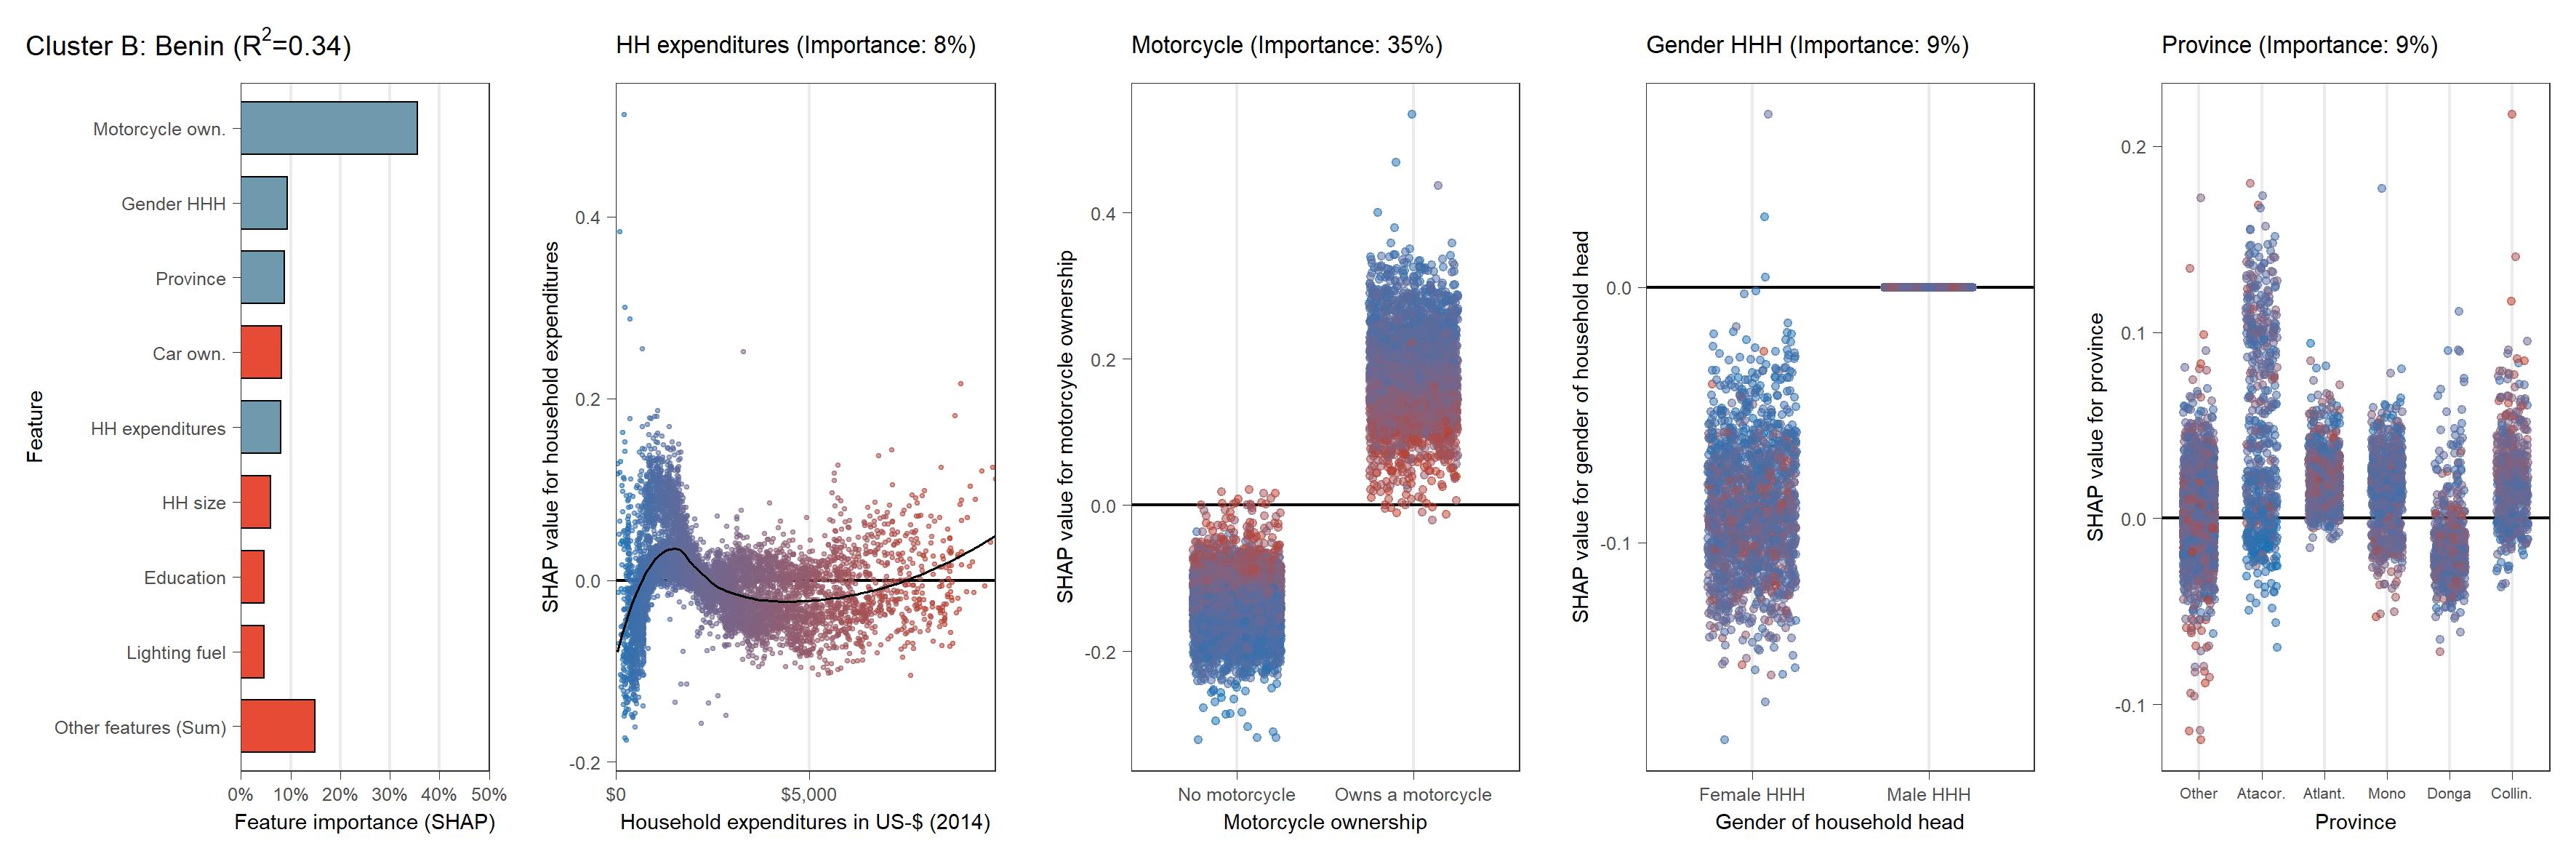 Cluster B: Benin (R²=0.34)
Feature
Motorcycle own.
Gender HHH
Province
Car own.
HH expenditures
HH size
Education
Lighting fuel
Other features (Sum)
0% 10% 20% 30% 40% 50%
Feature importance (SHAP)
HH expenditures (Importance: 8%)
SHAP value for household expenditures
0.4
0.2
0.0
-0.2
$0 $5,000
Household expenditures in US-$ (2014)
Motorcycle (Importance: 35%)
SHAP value for motorcycle ownership
0.4
0.2
0.0
-0.2
No motorcycle Owns a motorcycle
Motorcycle ownership
Gender HHH (Importance: 9%)
SHAP value for gender of household head
0.0
-0.1
Female HHH Male HHH
Gender of household head
Province (Importance: 9%)
SHAP value for province
0.2
0.1
0.0
-0.1
Other Atacor. Atlant. Mono Donga Collin.
Province